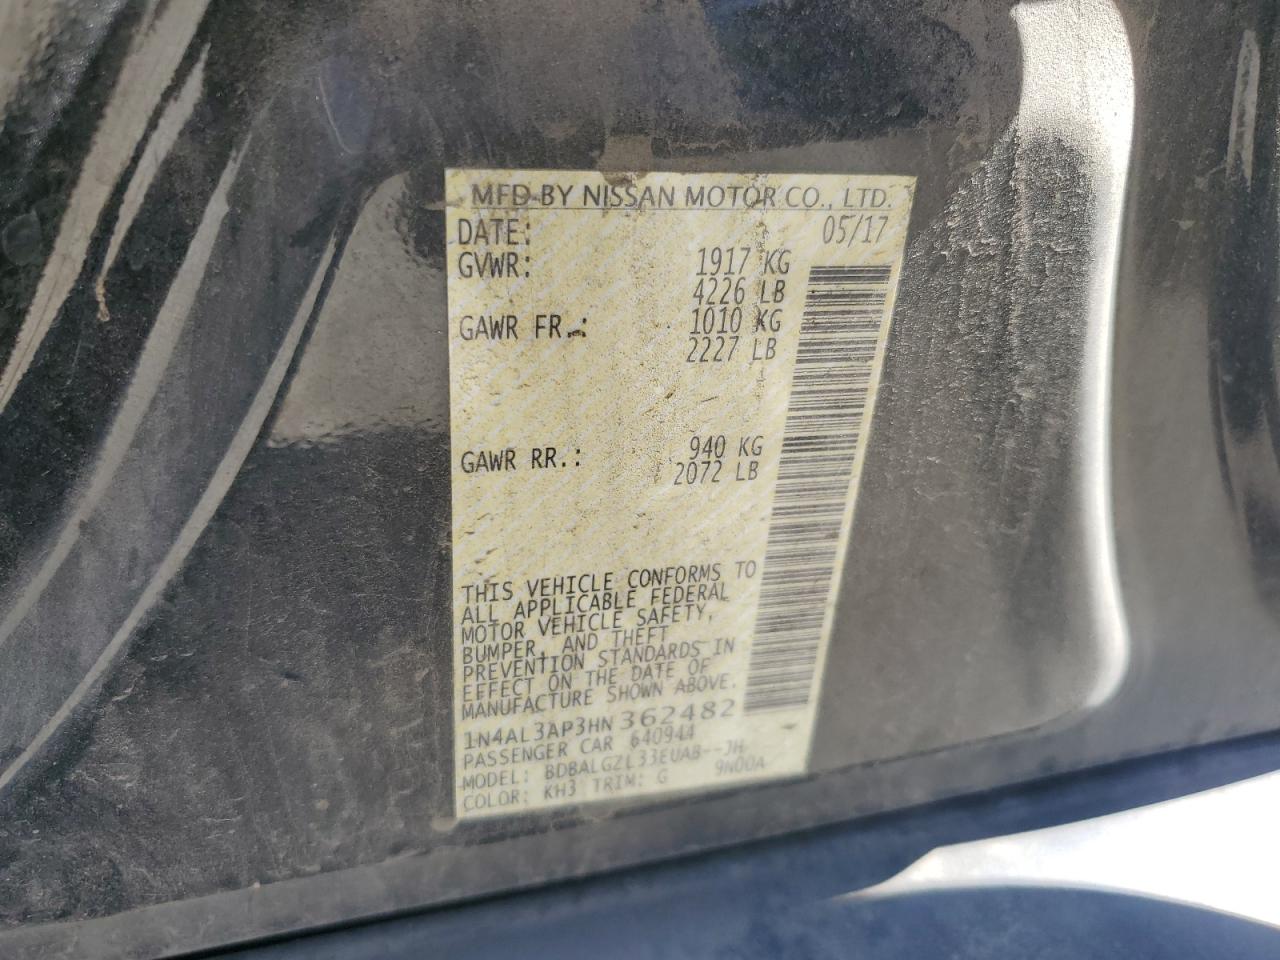 MFD BY NISSAN MOTOR CO., LTD.
DATE: 05/17
GVWR: 1917 KG
4226 LB
GAWR FR.: 1010 KG
2227 LB
GAWR RR.: 940 KG
2072 LB
THIS VEHICLE CONFORMS TO
ALL APPLICABLE FEDERAL
MOTOR VEHICLE SAFETY,
BUMPER, AND THEFT
PREVENTION STANDARDS IN
EFFECT ON THE DATE OF
MANUFACTURE SHOWN ABOVE.
1N4AL3AP3HN362482
PASSENGER CAR 640944
MODEL: BDBALGZL33EUAB--JH
COLOR: KH3 TRIM: G 9N00A